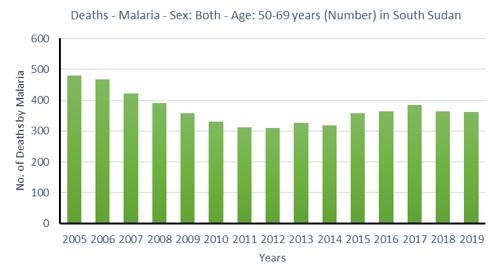 Deaths - Malaria - Sex: Both - Age: 50-69 years (Number) in South Sudan
600
500
400
300
200
100
0
No. of Deaths by Malaria
2005 2006 2007 2008 2009 2010 2011 2012 2013 2014 2015 2016 2017 2018 2019
Years